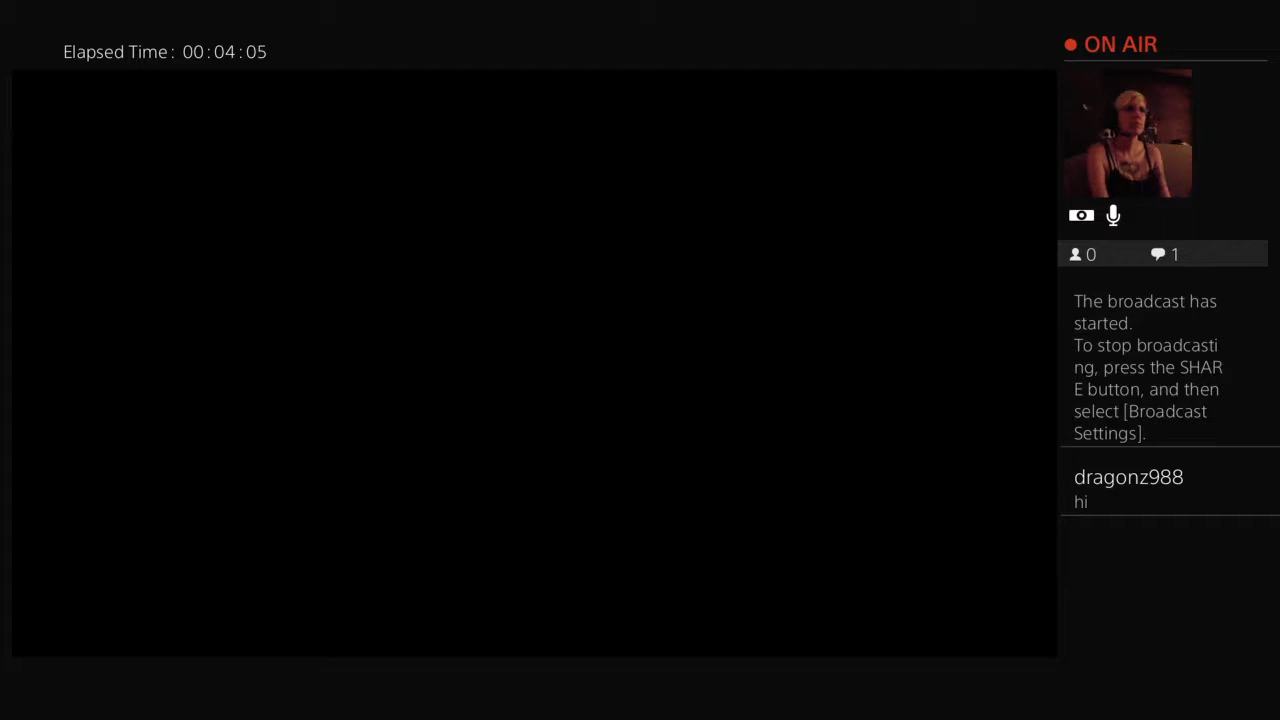 Elapsed Time: 00:04:05
ON AIR
0 1
The broadcast has
started.
To stop broadcasti
ng, press the SHAR
E button, and then
select [Broadcast
Settings].
dragonz988
hi